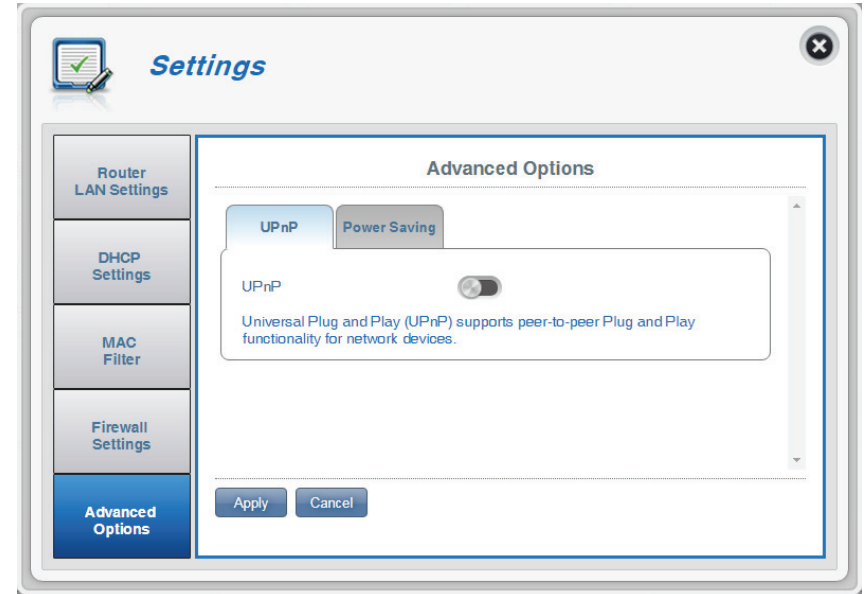 Settings
Router
LAN Settings
DHCP
Settings
MAC
Filter
Firewall
Settings
Advanced
Options
Advanced Options
UPnP
Power Saving
UPnP
Universal Plug and Play (UPnP) supports peer-to-peer Plug and Play
functionality for network devices.
Apply
Cancel